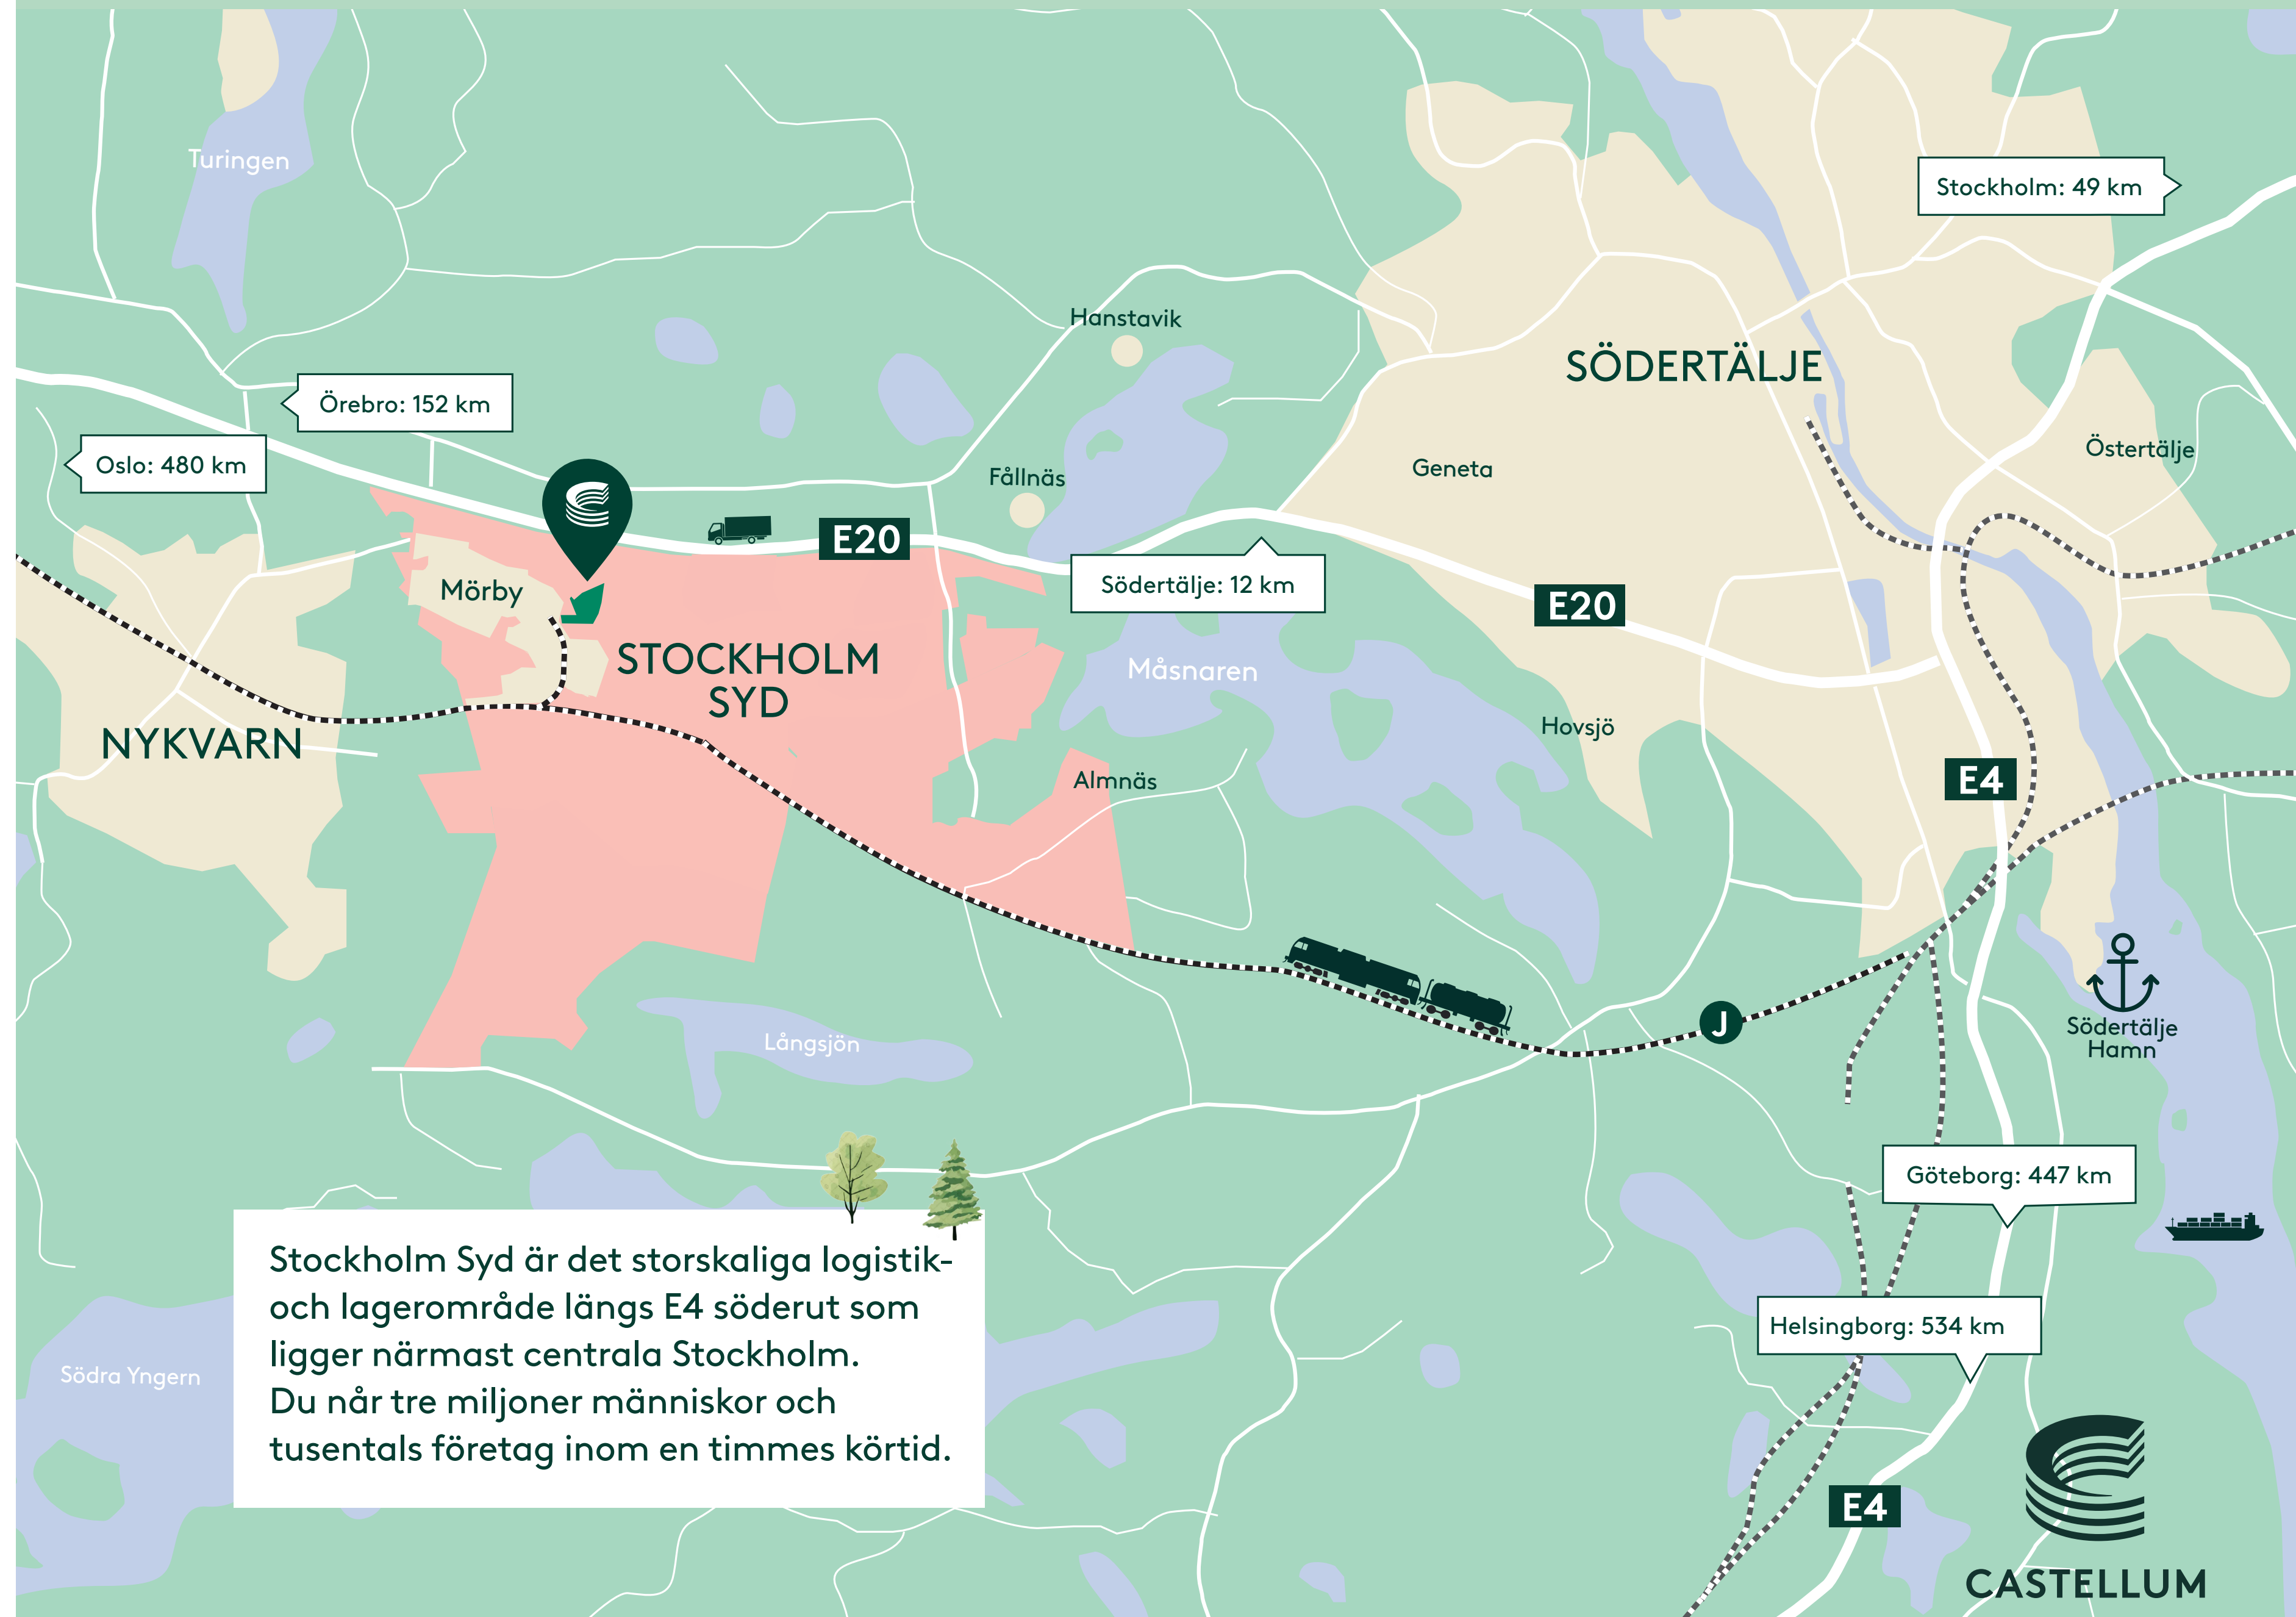 Turingen
Stockholm: 49 km
Hanstavik
SÖDERTÄLJE
Örebro: 152 km
Oslo: 480 km
Östertälje
Geneta
Fållnäs
E20
Södertälje: 12 km
Mörby
E20
STOCKHOLM
SYD
Måsnaren
NYKVARN
Hovsjö
Almnäs
E4
J
Södertälje
Hamn
Långsjön
Göteborg: 447 km
Stockholm Syd är det storskaliga logistik-
och lagerområde längs E4 söderut som
ligger närmast centrala Stockholm.
Du når tre miljoner människor och
tusentals företag inom en timmes körtid.
Helsingborg: 534 km
Södra Yngern
E4
CASTELLUM